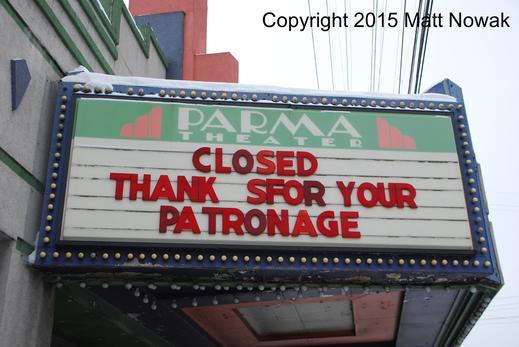 Copyright 2015 Matt Nowak
PARMA
THEATER
CLOSED
THANK SFOR YOUR
PATRONAGE